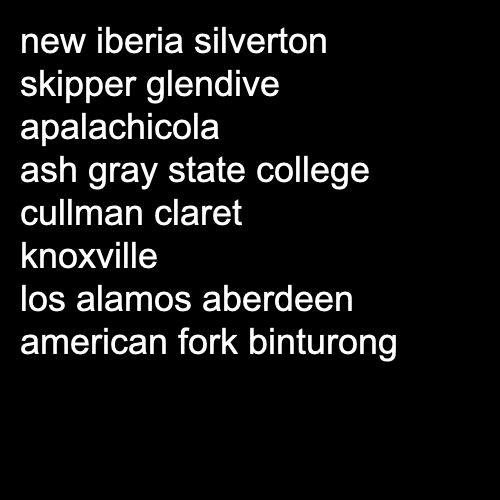 new iberia silverton
skipper glendive
apalachicola
ash gray state college
cullman claret
knoxville
los alamos aberdeen
american fork binturong